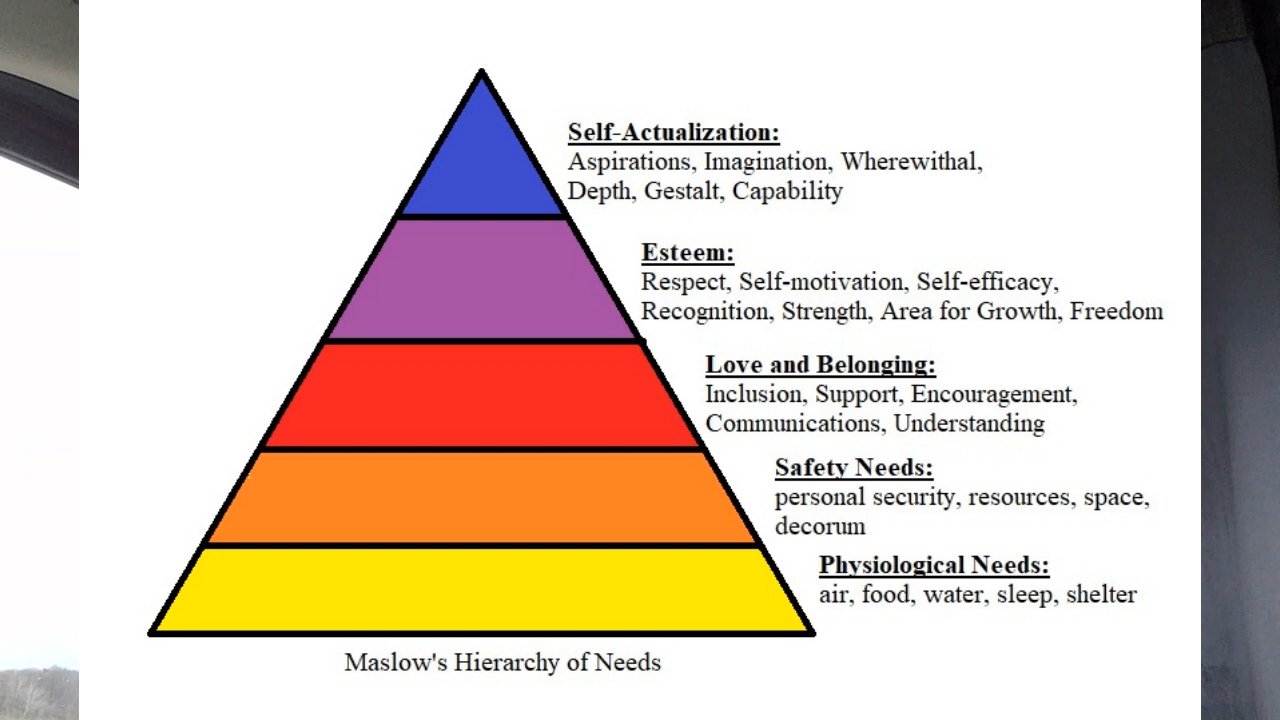 Self-Actualization:
Aspirations, Imagination, Wherewithal,
Depth, Gestalt, Capability
Esteem:
Respect, Self-motivation, Self-efficacy,
Recognition, Strength, Area for Growth, Freedom
Love and Belonging:
Inclusion, Support, Encouragement,
Communications, Understanding
Safety Needs:
personal security, resources, space,
decorum
Physiological Needs:
air, food, water, sleep, shelter
Maslow's Hierarchy of Needs